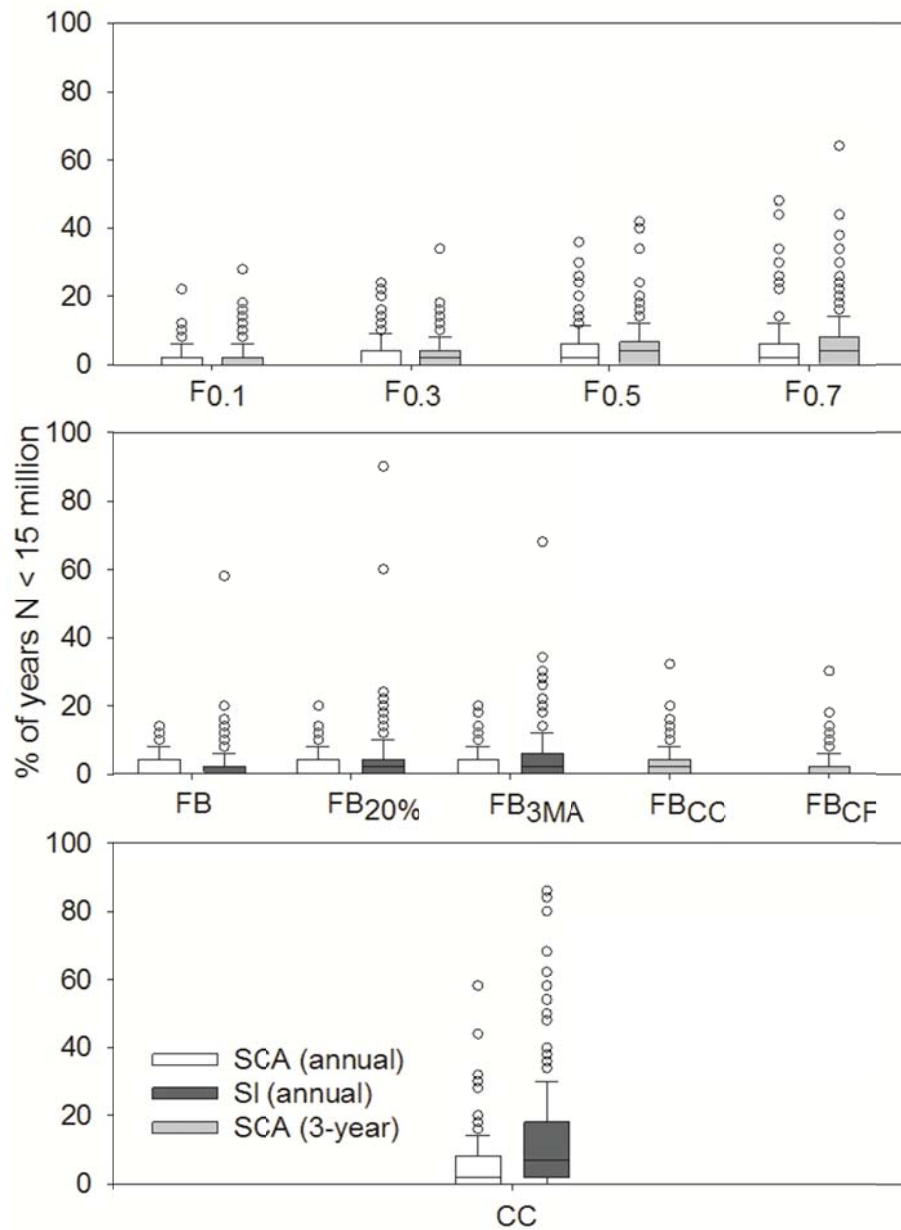 100
80
60
40
20
0
F0.1 F0.3 F0.5 F0.7
% of years N < 15 million
100
80
60
40
20
0
FB FB20% FB3MA FBCC FBCF
100
80
60
40
20
0
SCA (annual)
SI (annual)
SCA (3-year)
CC